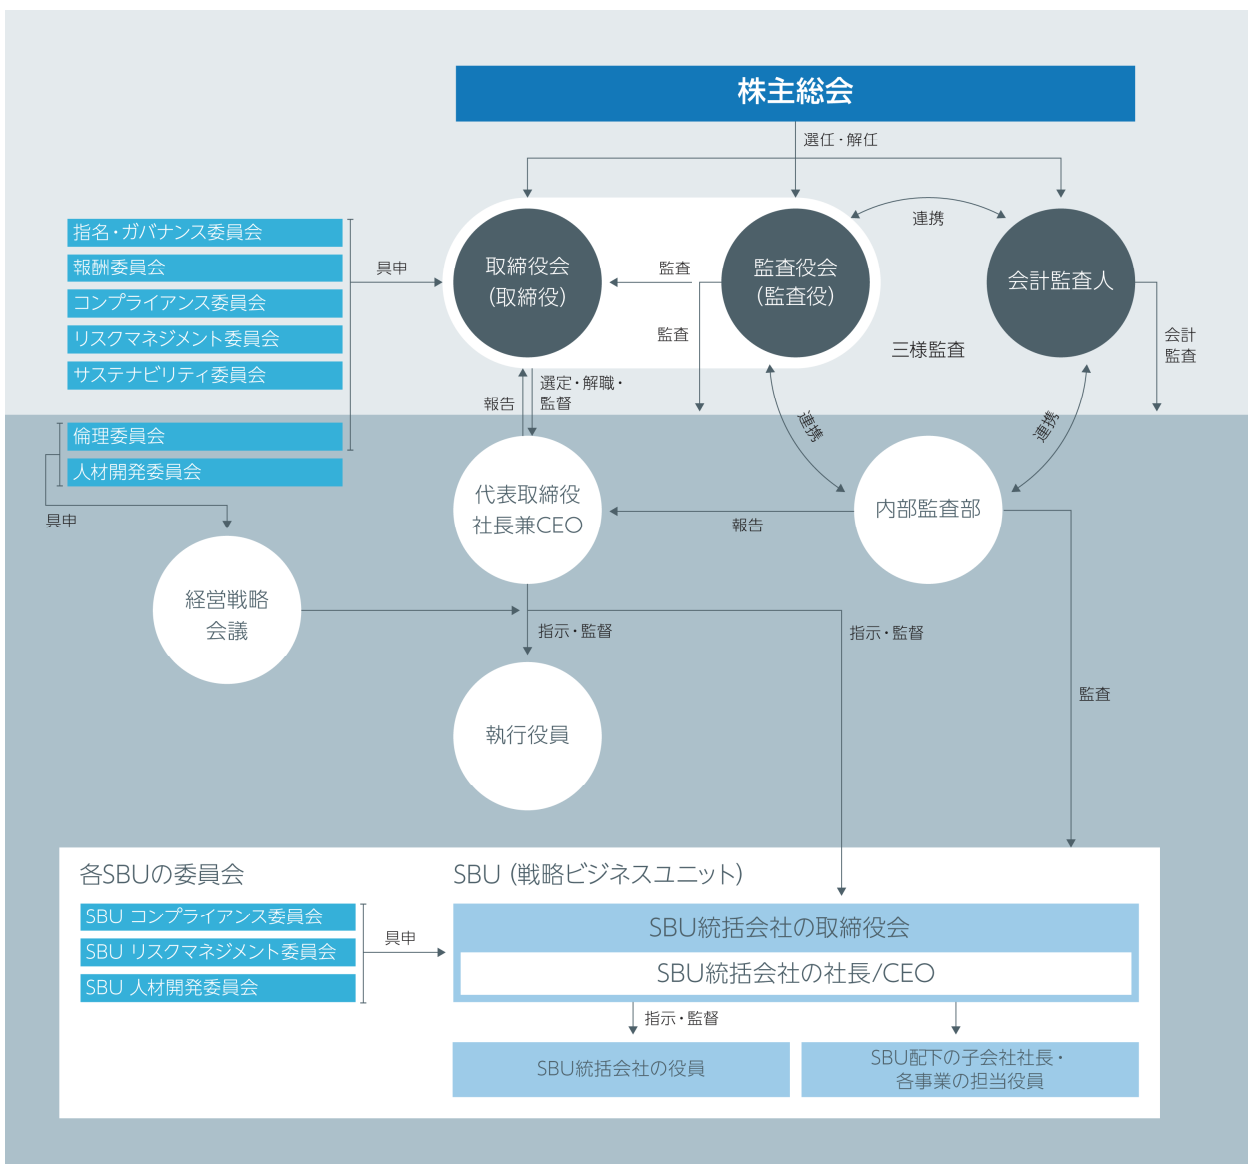 株主総会
選任・解任
連携
指名・ガバナンス委員会
報酬委員会
コンプライアンス委員会
リスクマネジメント委員会
サステナビリティ委員会
具申
取締役会
(取締役)
監査
監査役会
(監査役)
会計監査人
監査
三様監査
会計
監査
報告
選定・解職・
監督
連携
連携
倫理委員会
人材開発委員会
具申
代表取締役
社長兼CEO
報告
内部監査部
経営戦略
会議
指示・監督
指示・監督
監査
執行役員
各SBUの委員会
SBU コンプライアンス委員会
SBU リスクマネジメント委員会
SBU 人材開発委員会
具申
SBU (戦略ビジネスユニット)
SBU統括会社の取締役会
SBU統括会社の社長/CEO
指示・監督
SBU統括会社の役員
SBU配下の子会社社長・
各事業の担当役員